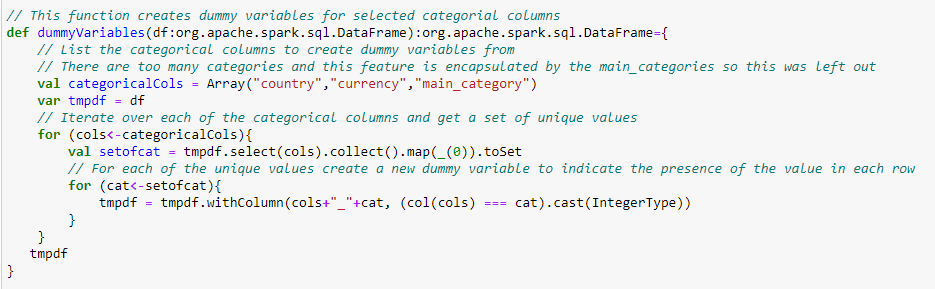 // This function creates dummy variables for selected categorial columns
def dummyVariables(df:org.apache.spark.sql.DataFrame):org.apache.spark.sql.DataFrame={
    // List the categorical columns to create dummy variables from
    // There are too many categories and this feature is encapsulated by the main_categories so this was left out
    val categoricalCols = Array("country","currency","main_category")
    var tmpdf = df
    // Iterate over each of the categorical columns and get a set of unique values
    for (cols<-categoricalCols){
        val setofcat = tmpdf.select(cols).collect().map(_(0)).toSet
        // For each of the unique values create a new dummy variable to indicate the presence of the value in each row
        for (cat<-setofcat){
            tmpdf = tmpdf.withColumn(cols+"_"+cat, (col(cols) === cat).cast(IntegerType))
        }
    }
   tmpdf
}